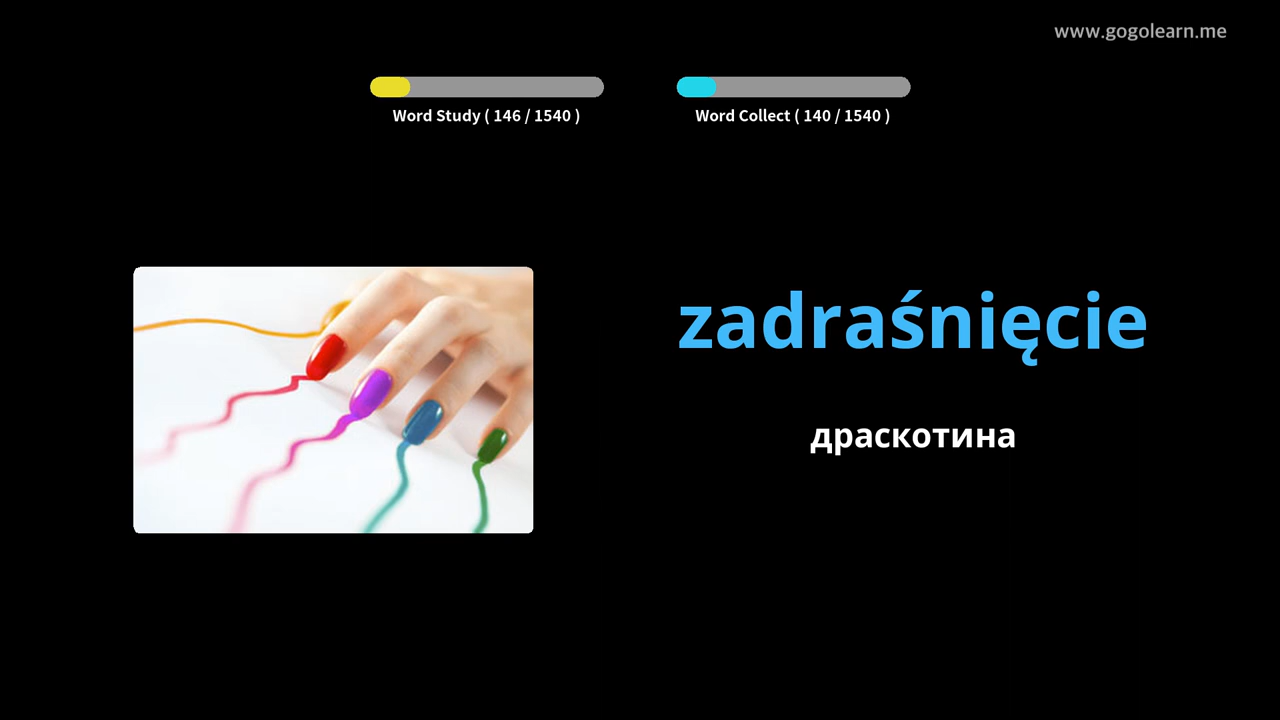 www.gogolearn.me
Word Study ( 146 / 1540 )
Word Collect ( 140 / 1540 )
zadraśnięcie
драскотина